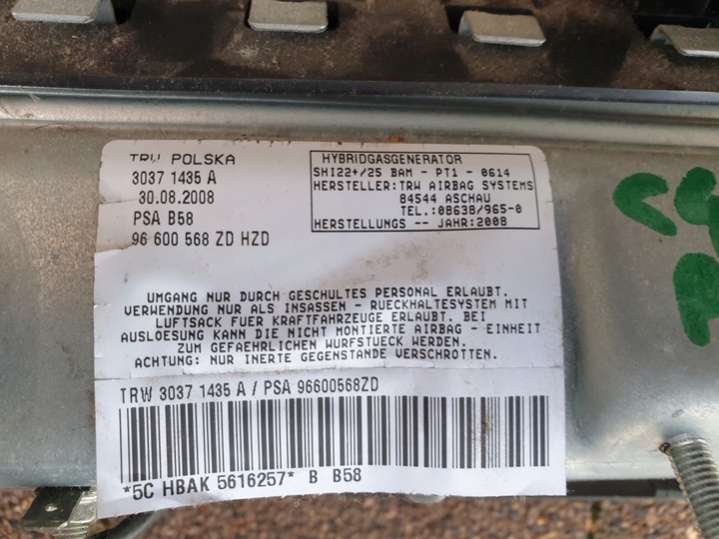 TRW POLSKA
3037 1435 A
30.08.2008
PSA B58
96 600 568 ZD HZD
HYBRIDGASGENERATOR
SHI22+/25 BAM - PT1 - 0614
HERSTELLER:TRW AIRBAG SYSTEMS
84544 ASCHAU
TEL.:08638/965-0
HERSTELLUNGS -- JAHR:2008
UMGANG NUR DURCH GESCHULTES PERSONAL ERLAUBT.
VERWENDUNG NUR ALS INSASSEN - RUECKHALTESYSTEM MIT
LUFTSACK FUER KRAFTFAHRZEUGE ERLAUBT. BEI
AUSLOESUNG KANN DIE NICHT MONTIERTE AIRBAG - EINHEIT
ZUM GEFAEHRLICHEN WURFSTUECK WERDEN.
ACHTUNG: NUR INERTE GEGENSTANDE VERSCHROTTEN.
TRW 3037 1435 A / PSA 96600568ZD
*5C HBAK 5616257* B B58